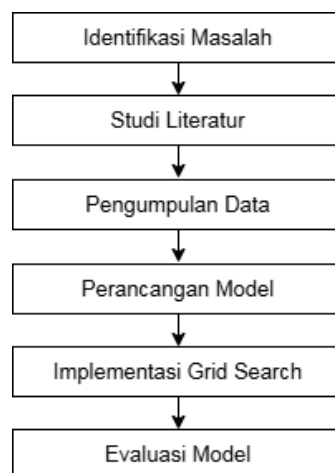 Identifikasi Masalah
Studi Literatur
Pengumpulan Data
Perancangan Model
Implementasi Grid Search
Evaluasi Model